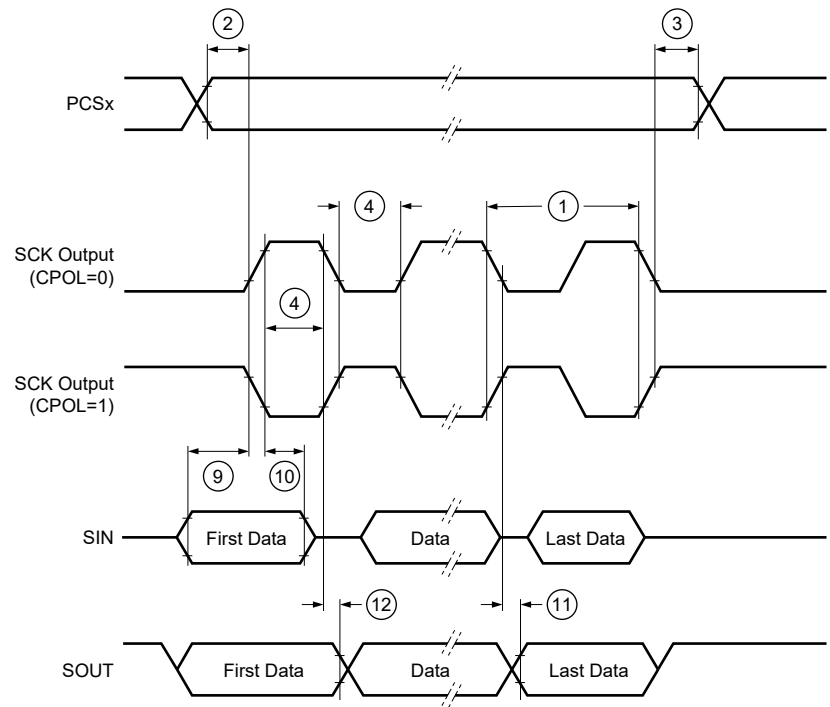 2
3
PCSx
4
1
SCK Output
(CPOL=0)
4
SCK Output
(CPOL=1)
9
10
SIN
First Data
Data
Last Data
12
11
SOUT
First Data
Data
Last Data